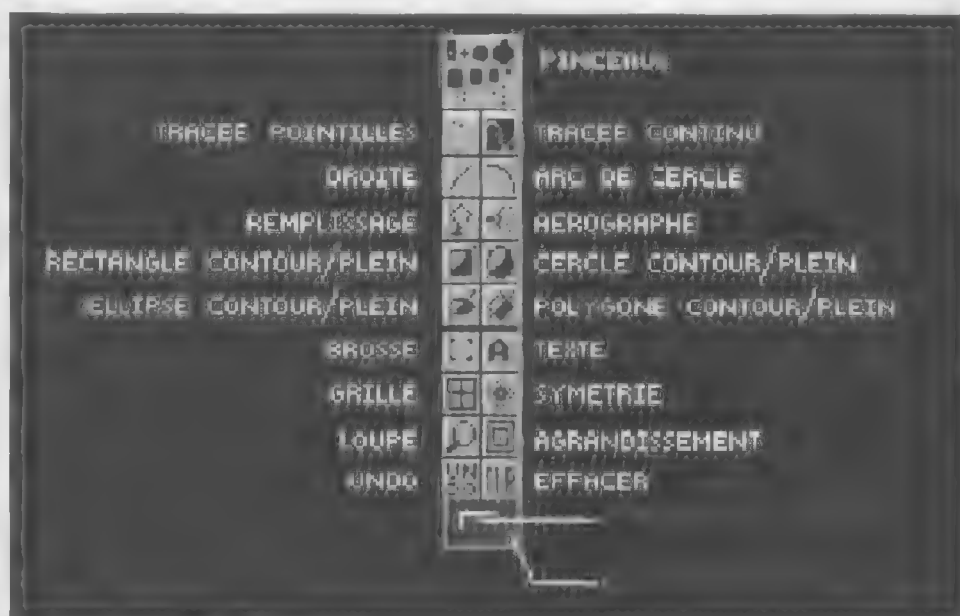 PINCEAU
TRACEE POINTILLES TRACEE CONTINU
DROITE ARC DE CERCLE
REMPLISSAGE AEROGRAPHE
RECTANGLE CONTOUR/PLEIN CERCLE CONTOUR/PLEIN
ELLIPSE CONTOUR/PLEIN POLYGONE CONTOUR/PLEIN
BROSSE A TEXTE
GRILLE SYMETRIE
LOUPE AGRANDISSEMENT
UNDO EFFACER